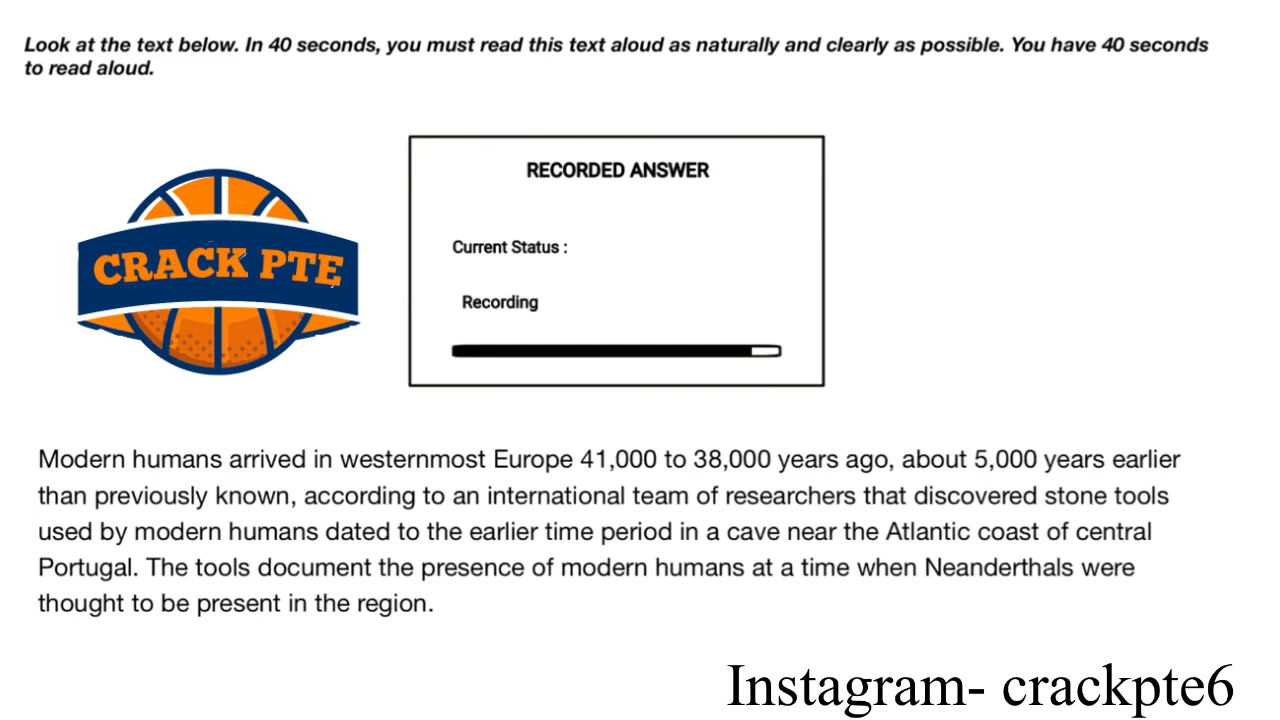 Look at the text below. In 40 seconds, you must read this text aloud as naturally and clearly as possible. You have 40 seconds
to read aloud.
RECORDED ANSWER
CRACK PTE
Current Status :
Recording
Modern humans arrived in westernmost Europe 41,000 to 38,000 years ago, about 5,000 years earlier
than previously known, according to an international team of researchers that discovered stone tools
used by modern humans dated to the earlier time period in a cave near the Atlantic coast of central
Portugal. The tools document the presence of modern humans at a time when Neanderthals were
thought to be present in the region.
Instagram- crackpte6